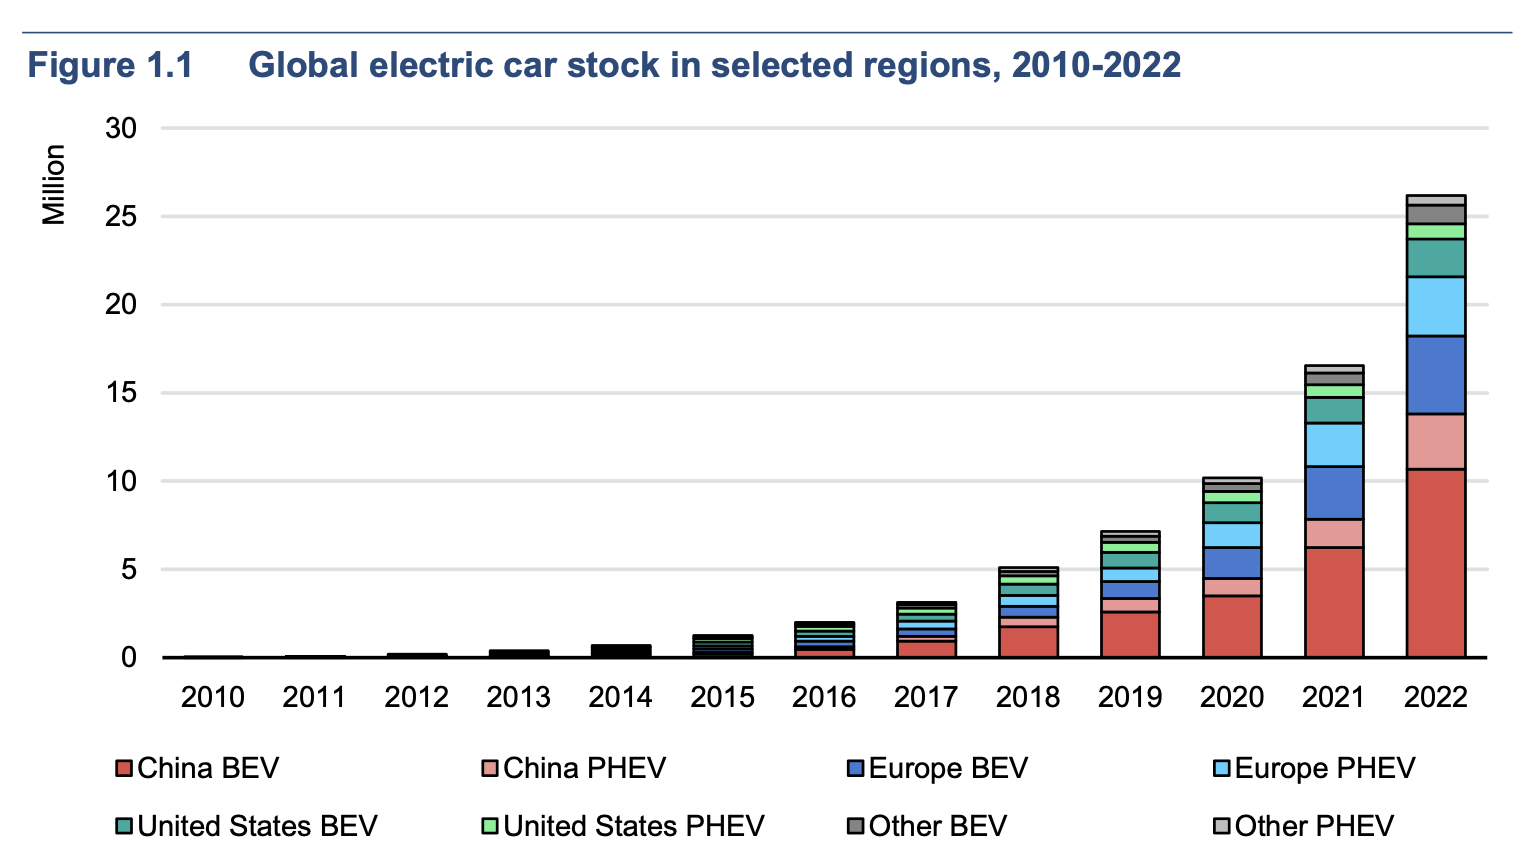 Figure 1.1 Global electric car stock in selected regions, 2010-2022
Million
30
25
20
15
10
5
0
2010 2011 2012 2013 2014 2015 2016 2017 2018 2019 2020 2021 2022
China BEV China PHEV Europe BEV Europe PHEV
United States BEV United States PHEV Other BEV Other PHEV